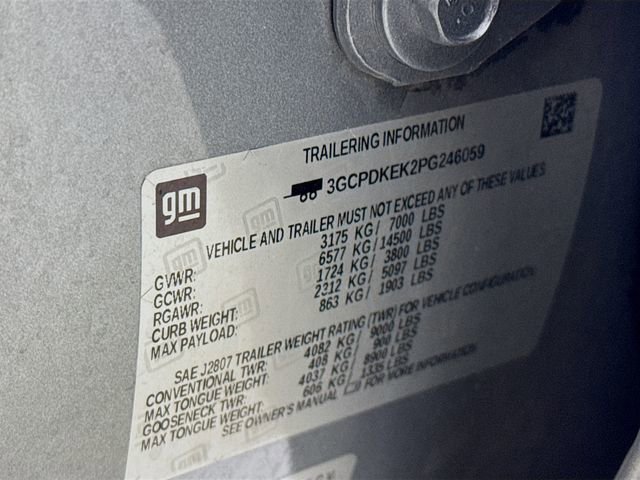 TRAILERING INFORMATION
3GCPDKEK2PG246059
gm
VEHICLE AND TRAILER MUST NOT EXCEED ANY OF THESE VALUES
GVWR: 3175 KG / 7000 LBS
GCWR: 6577 KG / 14500 LBS
RGAWR: 1724 KG / 3800 LBS
CURB WEIGHT: 2312 KG / 5097 LBS
MAX PAYLOAD: 863 KG / 1903 LBS
SAE J2807 TRAILER WEIGHT RATING (TWR) FOR VEHICLE CONFIGURATION
CONVENTIONAL TWR: 4082 KG / 9000 LBS
MAX TONGUE WEIGHT: 408 KG / 900 LBS
GOOSENECK TWR: 4037 KG / 8900 LBS
MAX TONGUE WEIGHT: 606 KG / 1335 LBS
SEE OWNER'S MANUAL FOR MORE INFORMATION